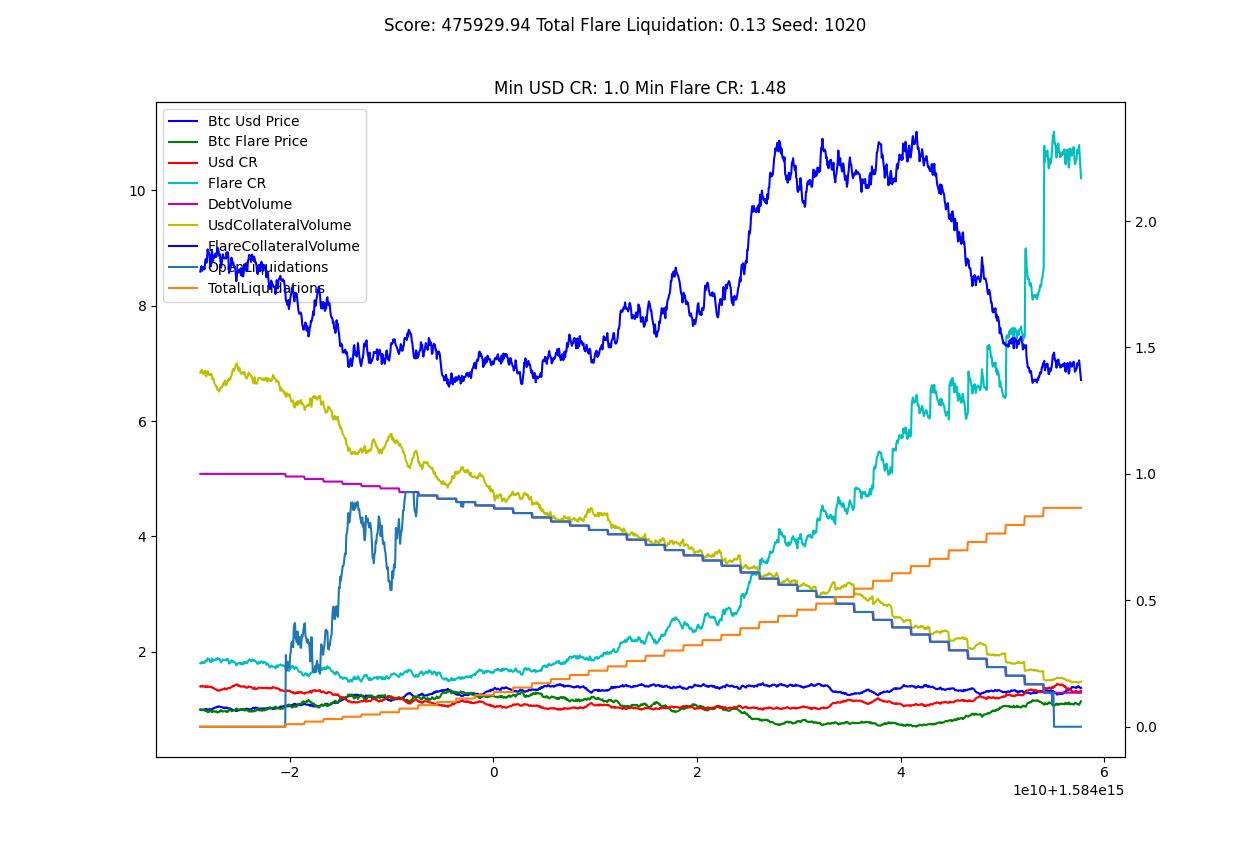 Score: 475929.94 Total Flare Liquidation: 0.13 Seed: 1020
Min USD CR: 1.0 Min Flare CR: 1.48
Btc Usd Price
Btc Flare Price
Usd CR
Flare CR
DebtVolume
UsdCollateralVolume
FlareCollateralVolume
OpenLiquidations
TotalLiquidations
10
8
6
4
2
2.0
1.5
1.0
0.5
0.0
−2
0
2
4
6
1e10+1.584e15